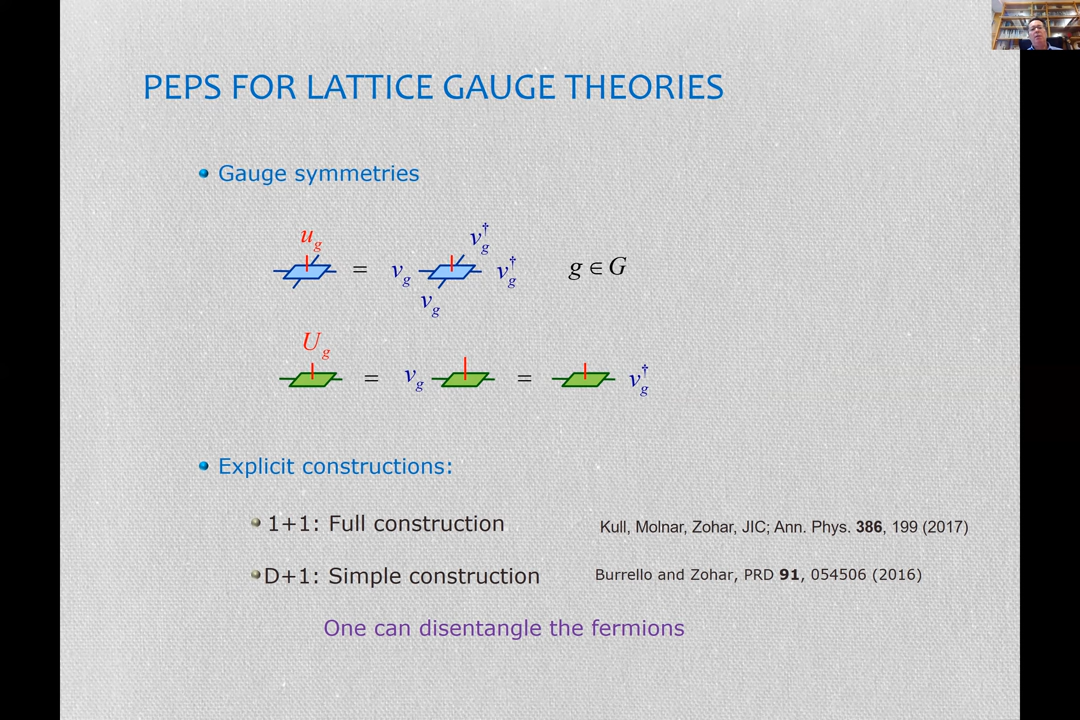 PEPS FOR LATTICE GAUGE THEORIES
Gauge symmetries
u_g = v_g v_g^† v_g^† v_g g ∈ G
U_g = v_g = v_g^†
Explicit constructions:
1+1: Full construction Kull, Molnar, Zohar, JIC; Ann. Phys. 386, 199 (2017)
D+1: Simple construction Burrello and Zohar, PRD 91, 054506 (2016)
One can disentangle the fermions